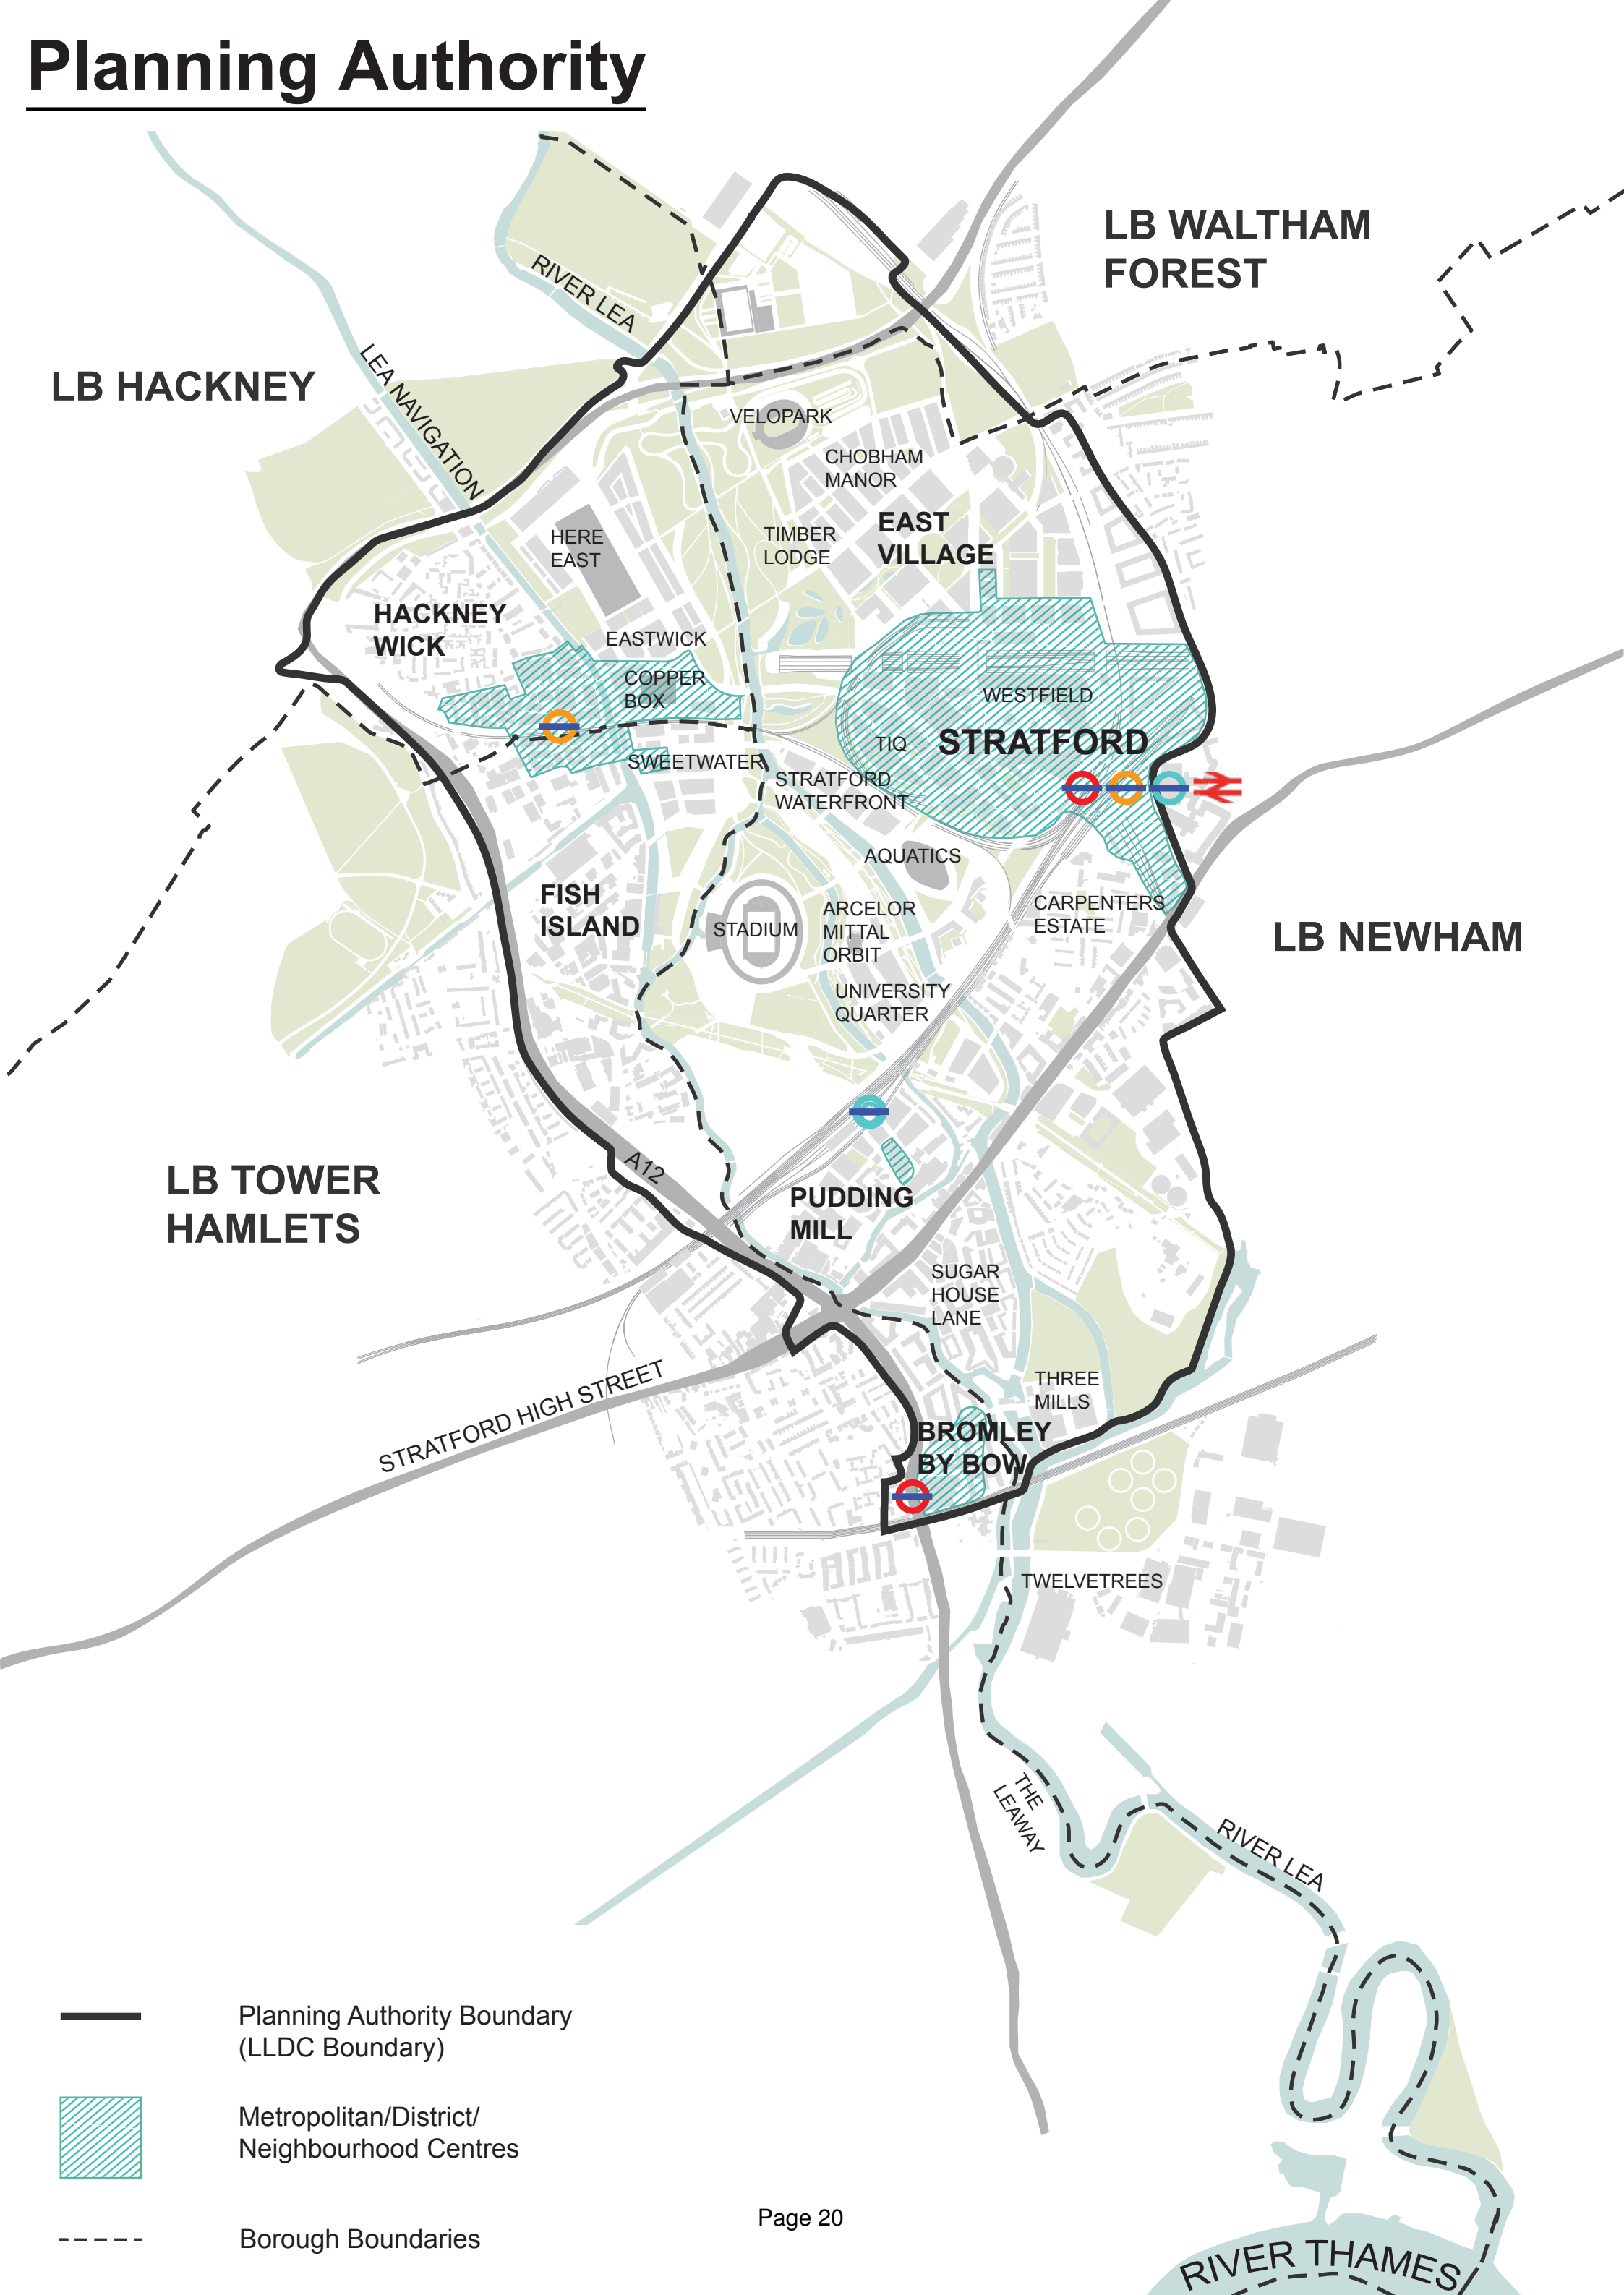 Planning Authority
LB WALTHAM
FOREST
RIVER LEA
LB HACKNEY
LEA NAVIGATION
VELOPARK
CHOBHAM
MANOR
EAST
VILLAGE
TIMBER
LODGE
HERE
EAST
HACKNEY
WICK
EASTWICK
COPPER
BOX
WESTFIELD
TIQ
STRATFORD
SWEETWATER
STRATFORD
WATERFRONT
AQUATICS
FISH
ISLAND
STADIUM
ARCELOR
MITTAL
ORBIT
CARPENTERS
ESTATE
LB NEWHAM
UNIVERSITY
QUARTER
A12
LB TOWER
HAMLETS
PUDDING
MILL
SUGAR
HOUSE
LANE
THREE
MILLS
STRATFORD HIGH STREET
BROMLEY
BY BOW
TWELVETREES
THE
LEAWAY
RIVER LEA
Planning Authority Boundary
(LLDC Boundary)
Metropolitan/District/
Neighbourhood Centres
Borough Boundaries
Page 20
RIVER THAMES